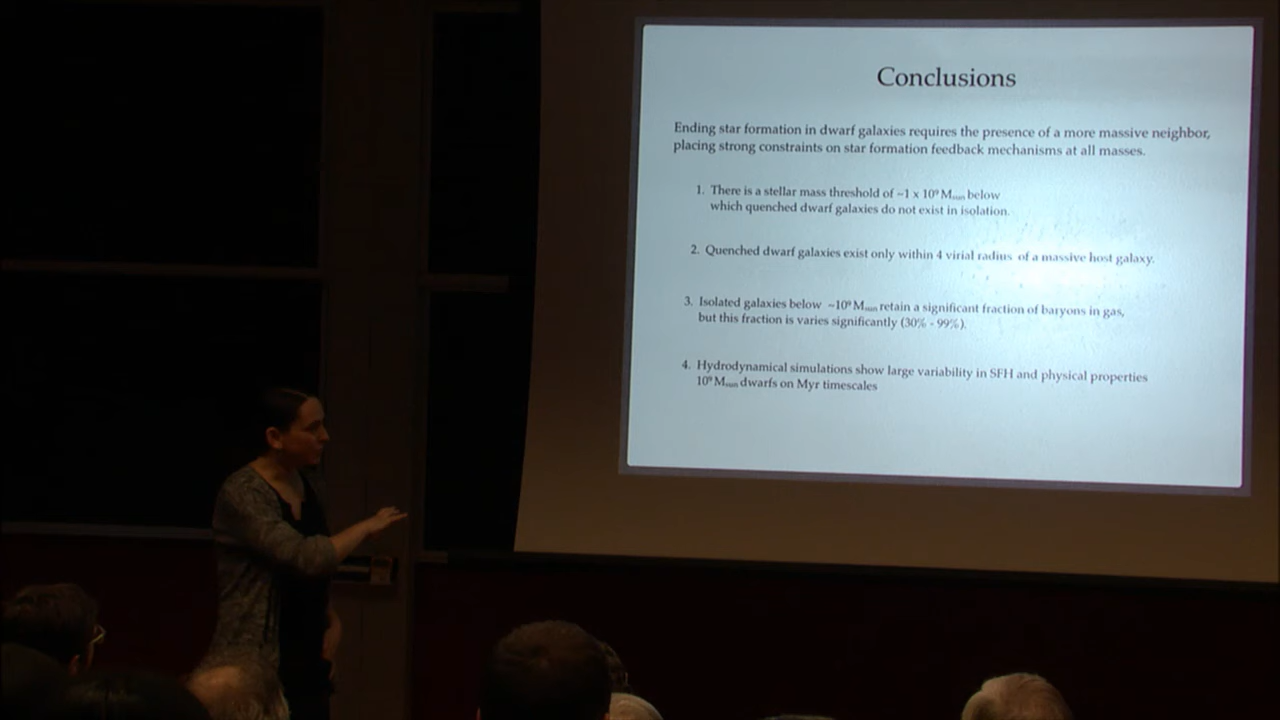 Conclusions
Ending star formation in dwarf galaxies requires the presence of a more massive neighbor,
placing strong constraints on star formation feedback mechanisms at all masses.
1. There is a stellar mass threshold of ~1 x 10⁹ Msun below
which quenched dwarf galaxies do not exist in isolation.
2. Quenched dwarf galaxies exist only within 4 virial radius of a massive host galaxy.
3. Isolated galaxies below ~10⁹ Msun retain a significant fraction of baryons in gas,
but this fraction is varies significantly (30% - 99%).
4. Hydrodynamical simulations show large variability in SFH and physical properties
10⁹ Msun dwarfs on Myr timescales